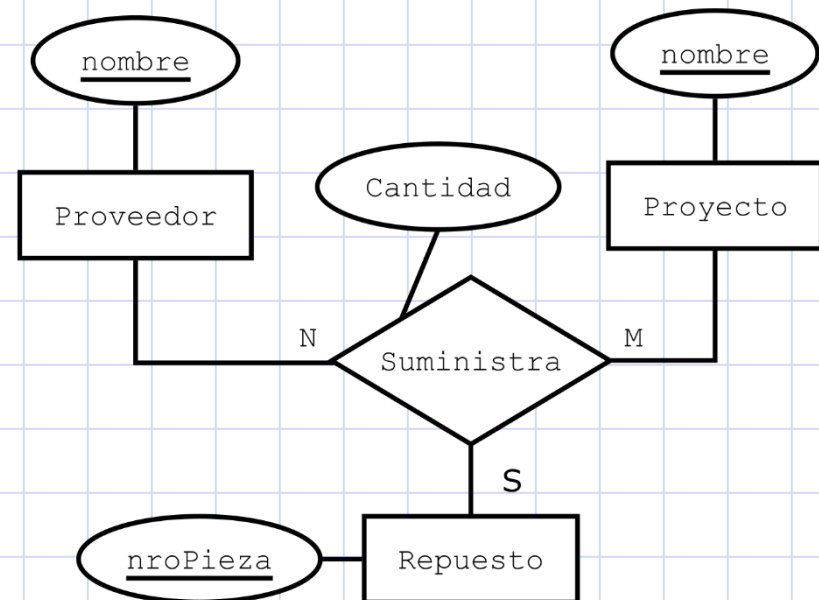 nombre
nombre
Cantidad
Proveedor
Proyecto
N
M
Suministra
S
nroPieza
Repuesto